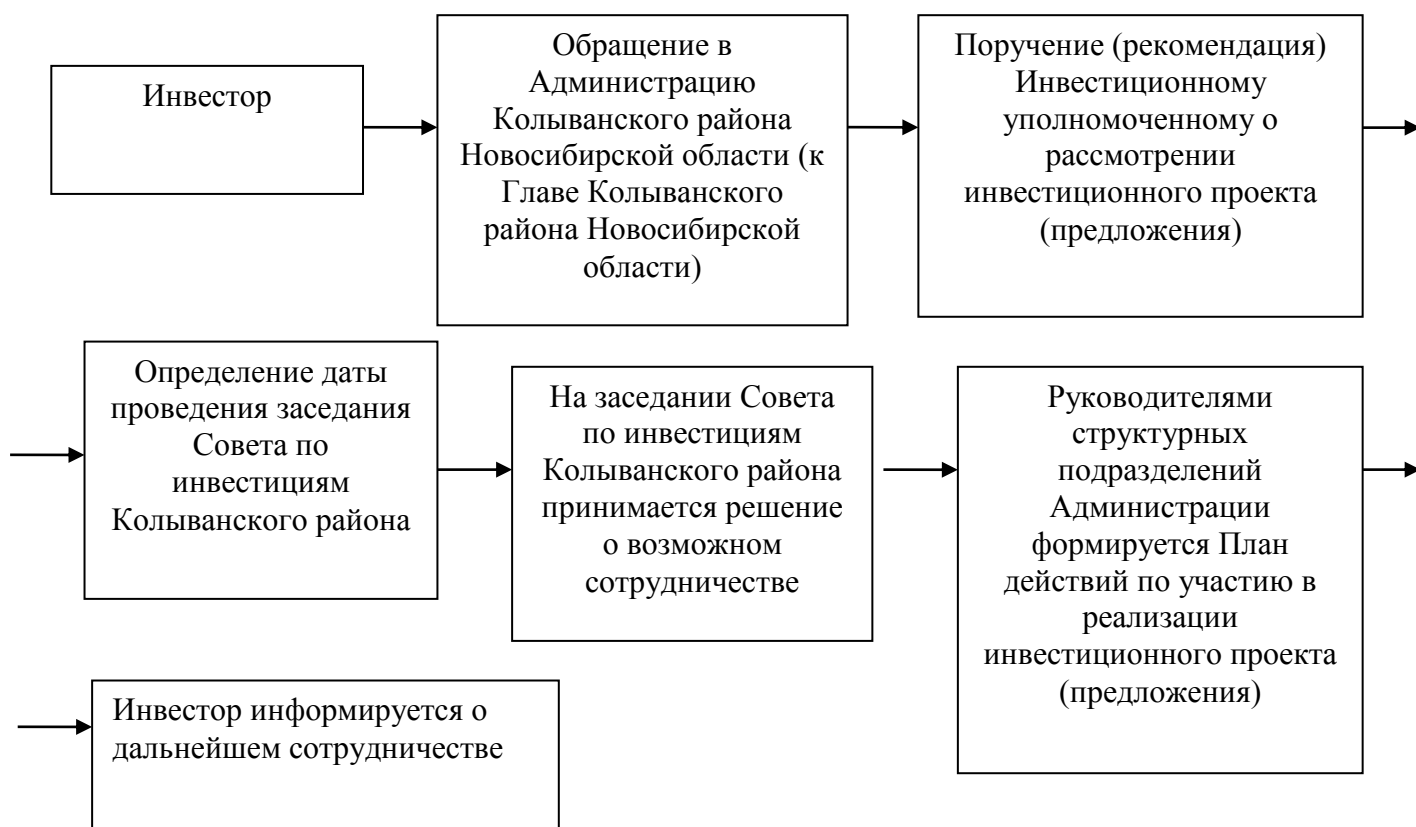 Инвестор
Обращение в
Администрацию
Колыванского района
Новосибирской области (к
Главе Колыванского
района Новосибирской
области)
Поручение (рекомендация)
Инвестиционному
уполномоченному о
рассмотрении
инвестиционного проекта
(предложения)
Определение даты
проведения заседания
Совета по
инвестициям
Колыванского района
На заседании Совета
по инвестициям
Колыванского района
принимается решение
о возможном
сотрудничестве
Руководителями
структурных
подразделений
Администрации
формируется План
действий по участию в
реализации
инвестиционного проекта
(предложения)
Инвестор информируется о
дальнейшем сотрудничестве